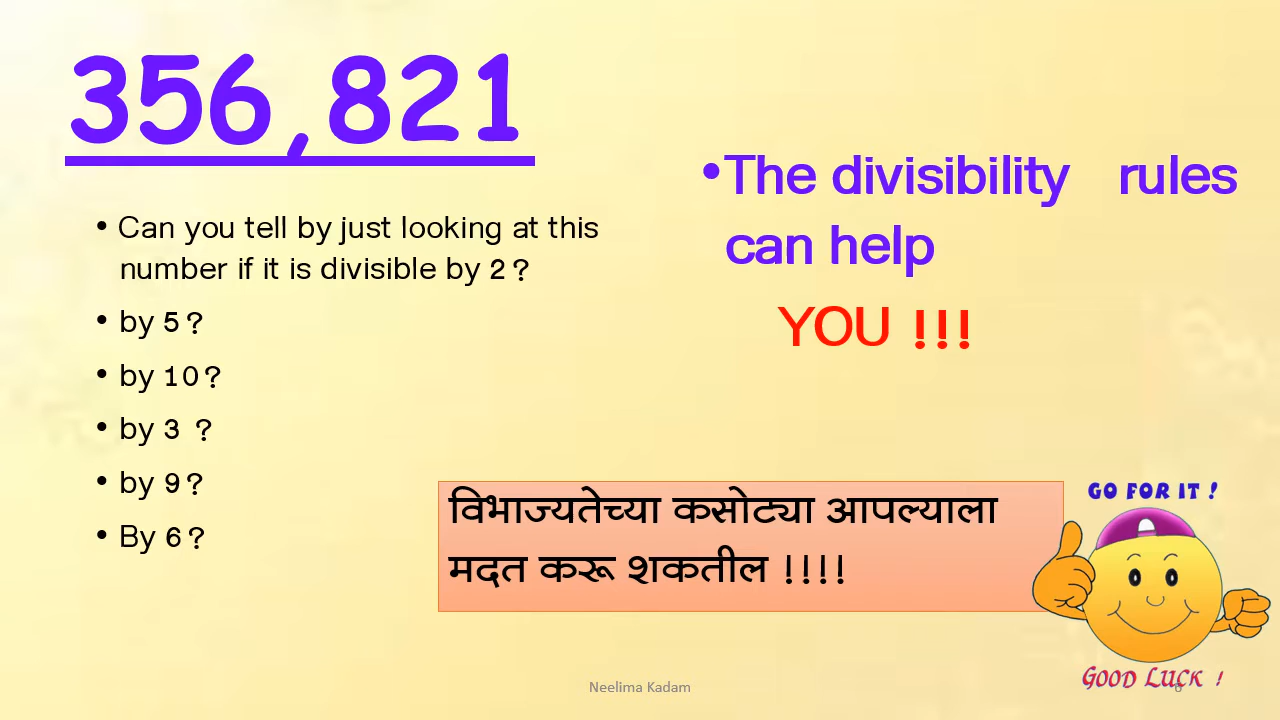 356,821
• Can you tell by just looking at this
number if it is divisible by 2?
• by 5?
• by 10?
• by 3 ?
• by 9?
• By 6?
• The divisibility rules
can help
YOU !!!
विभाज्यतेच्या कसोट्या आपल्याला
मदत करू शकतील !!!!
GO FOR IT !
GOOD LUCK !
Neelima Kadam
6